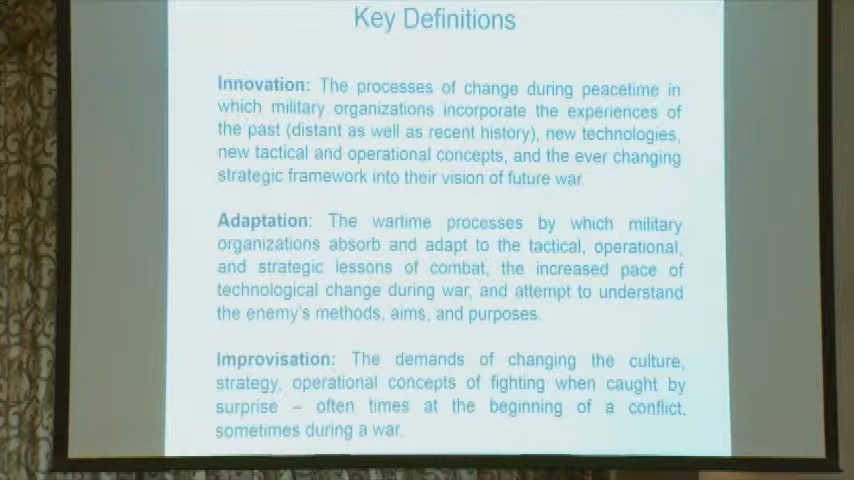 Key Definitions
Innovation: The processes of change during peacetime in
which military organizations incorporate the experiences of
the past (distant as well as recent history), new technologies,
new tactical and operational concepts, and the ever changing
strategic framework into their vision of future war.
Adaptation: The wartime processes by which military
organizations absorb and adapt to the tactical, operational,
and strategic lessons of combat, the increased pace of
technological change during war, and attempt to understand
the enemy's methods, aims, and purposes.
Improvisation: The demands of changing the culture,
strategy, operational concepts of fighting when caught by
surprise – often times at the beginning of a conflict,
sometimes during a war.